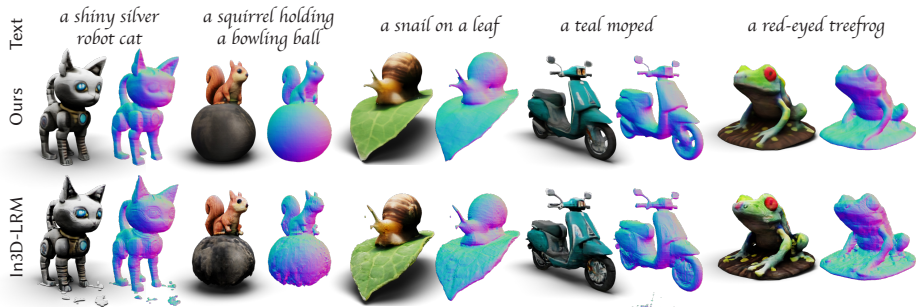 Text
a shiny silver
robot cat
a squirrel holding
a bowling ball
a snail on a leaf
a teal moped
a red-eyed treefrog
Ours
In3D-LRM